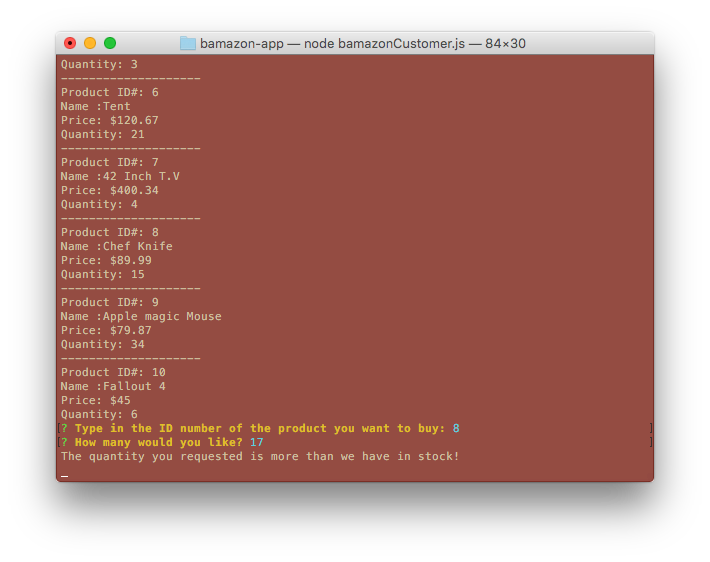 bamazon-app — node bamazonCustomer.js — 84×30
Quantity: 3
--------------------
Product ID#: 6
Name :Tent
Price: $120.67
Quantity: 21
--------------------
Product ID#: 7
Name :42 Inch T.V
Price: $400.34
Quantity: 4
--------------------
Product ID#: 8
Name :Chef Knife
Price: $89.99
Quantity: 15
--------------------
Product ID#: 9
Name :Apple magic Mouse
Price: $79.87
Quantity: 34
--------------------
Product ID#: 10
Name :Fallout 4
Price: $45
Quantity: 6
[? Type in the ID number of the product you want to buy: 8 ]
[? How many would you like? 17 ]
The quantity you requested is more than we have in stock!